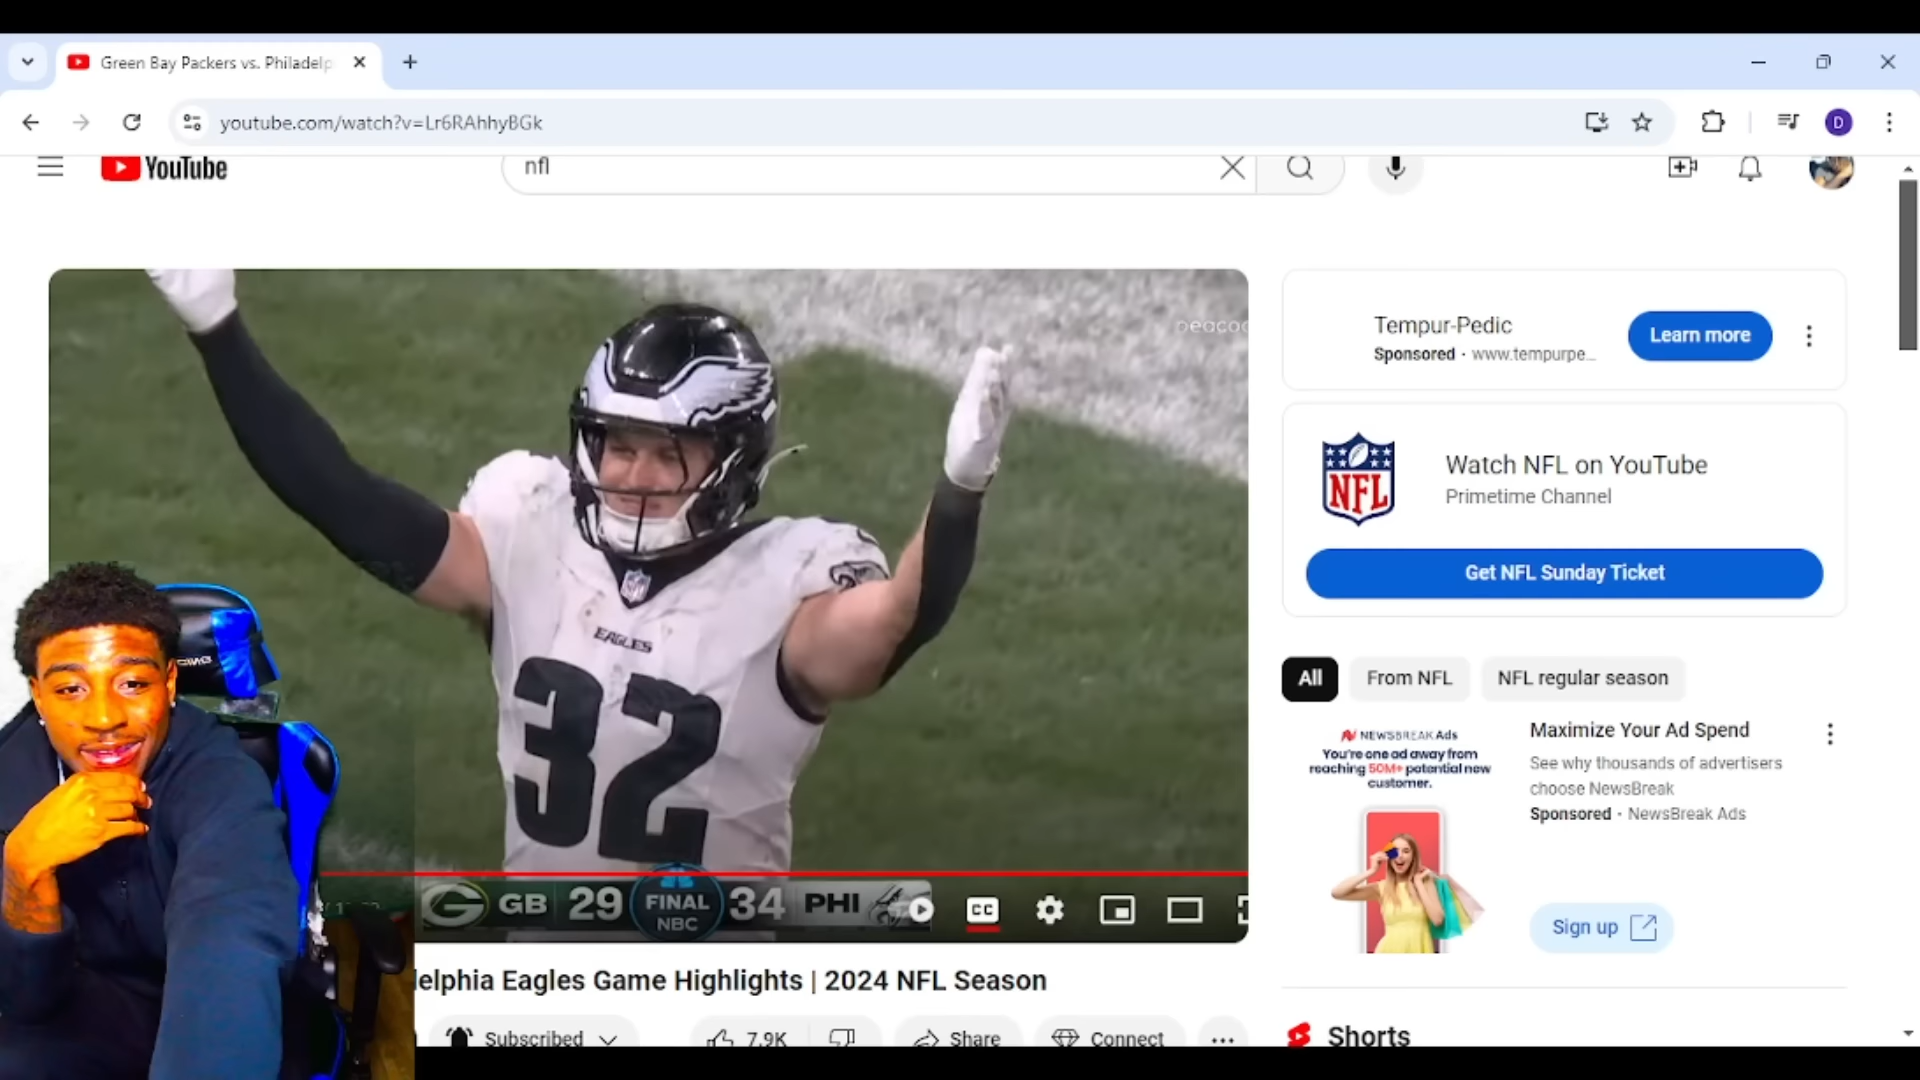 Green Bay Packers vs. Philadelp
youtube.com/watch?v=Lr6RAhhyBGk
D
YouTube
nfl
peacoc
EAGLES
32
GB 29 FINAL 34 PHI
NBC
CC
delphia Eagles Game Highlights | 2024 NFL Season
Subscribed
7.9K
Share
Connect
Tempur-Pedic
Sponsored · www.tempurpe...
Learn more
NFL
Watch NFL on YouTube
Primetime Channel
Get NFL Sunday Ticket
All
From NFL
NFL regular season
NEWSBREAK Ads
You're one ad away from
reaching 50M+ potential new
customer.
Maximize Your Ad Spend
See why thousands of advertisers
choose NewsBreak
Sponsored · NewsBreak Ads
Sign up
Shorts